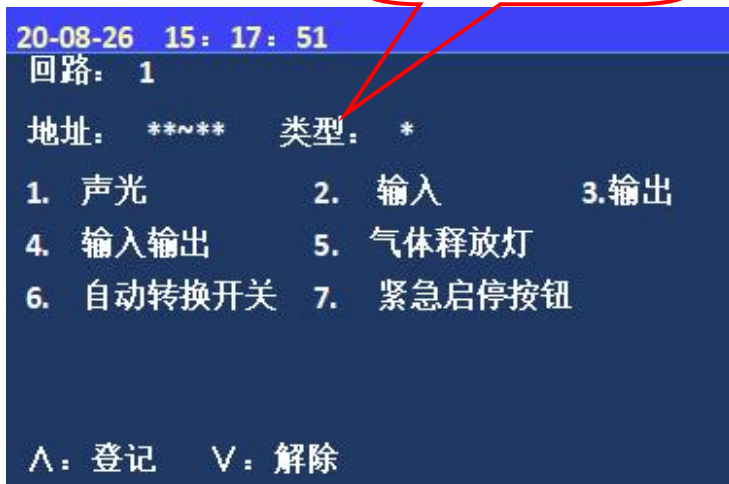 20-08-26 15：17：51
回路： 1
地址： **~** 类型： *
1. 声光 2. 输入 3.输出
4. 输入输出 5. 气体释放灯
6. 自动转换开关 7. 紧急启停按钮
∧：登记 ∨：解除